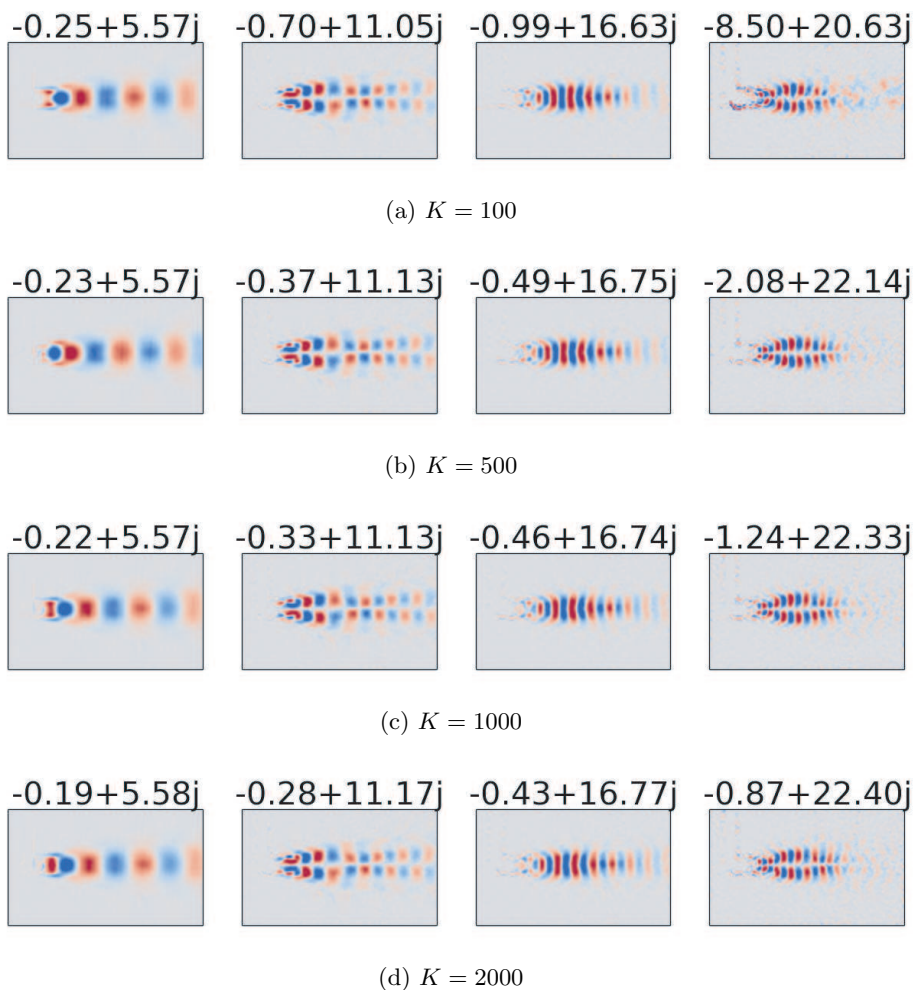 -0.25+5.57j -0.70+11.05j -0.99+16.63j -8.50+20.63j
(a) K = 100
-0.23+5.57j -0.37+11.13j -0.49+16.75j -2.08+22.14j
(b) K = 500
-0.22+5.57j -0.33+11.13j -0.46+16.74j -1.24+22.33j
(c) K = 1000
-0.19+5.58j -0.28+11.17j -0.43+16.77j -0.87+22.40j
(d) K = 2000